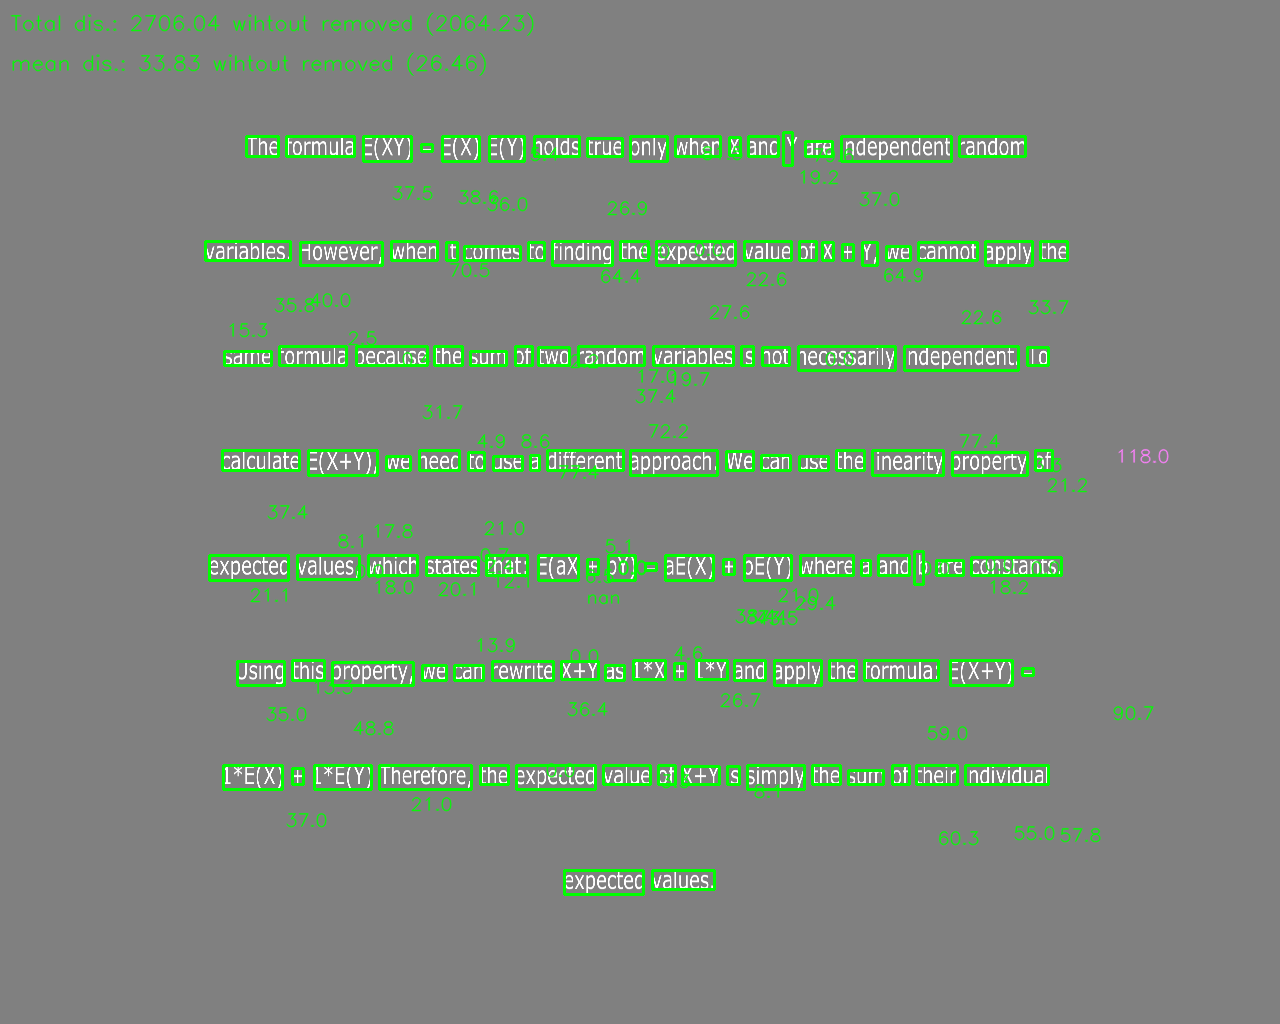 Total dis.: 2706.04 wihtout removed (2064.23)
mean dis.: 33.83 wihtout removed (26.46)
The formula E(XY) = E(X) E(Y) holds true only when X and Y are independent random
19.2
37.5 38.6 36.0 26.9 37.0
variables. However, when it comes to finding the expected value of X + Y, we cannot apply the
70.5 64.4 22.6 64.9
35.8 40.0 27.6 22.6 33.7
15.3 2.5
same formula because the sum of two random variables is not necessarily independent. To
17.0 19.7
37.4
31.7 72.2
4.9 8.6 77.4 118.0
calculate E(X+Y), we need to use a different approach. We can use the linearity property of
21.2
37.4 17.8 21.0
8.1 5.1
expected values, which states that: E(aX + bY) = aE(X) + bE(Y) where a and b are constants.
21.1 18.0 20.1 12.1 nan 21.0 29.4 18.2
13.9 0.0 4.6
Using this property, we can rewrite X+Y as 1*X + 1*Y and apply the formula: E(X+Y) =
13.5
35.0 48.8 36.4 26.7 59.0 90.7
1*E(X) + 1*E(Y) Therefore, the expected value of X+Y is simply the sum of their individual
37.0 21.0 60.3 55.0 57.8
expected values.